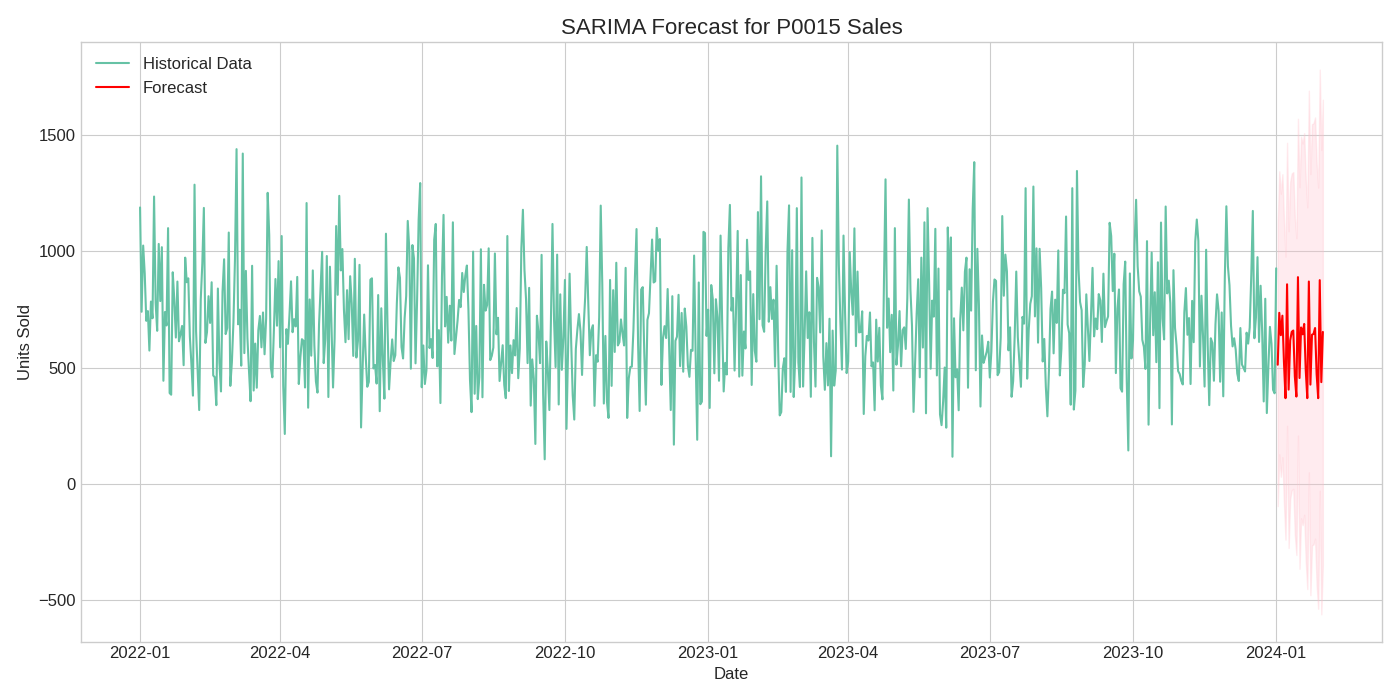 SARIMA Forecast for P0015 Sales
Historical Data
Forecast
1500
1000
500
0
−500
Units Sold
2022-01 2022-04 2022-07 2022-10 2023-01 2023-04 2023-07 2023-10 2024-01
Date